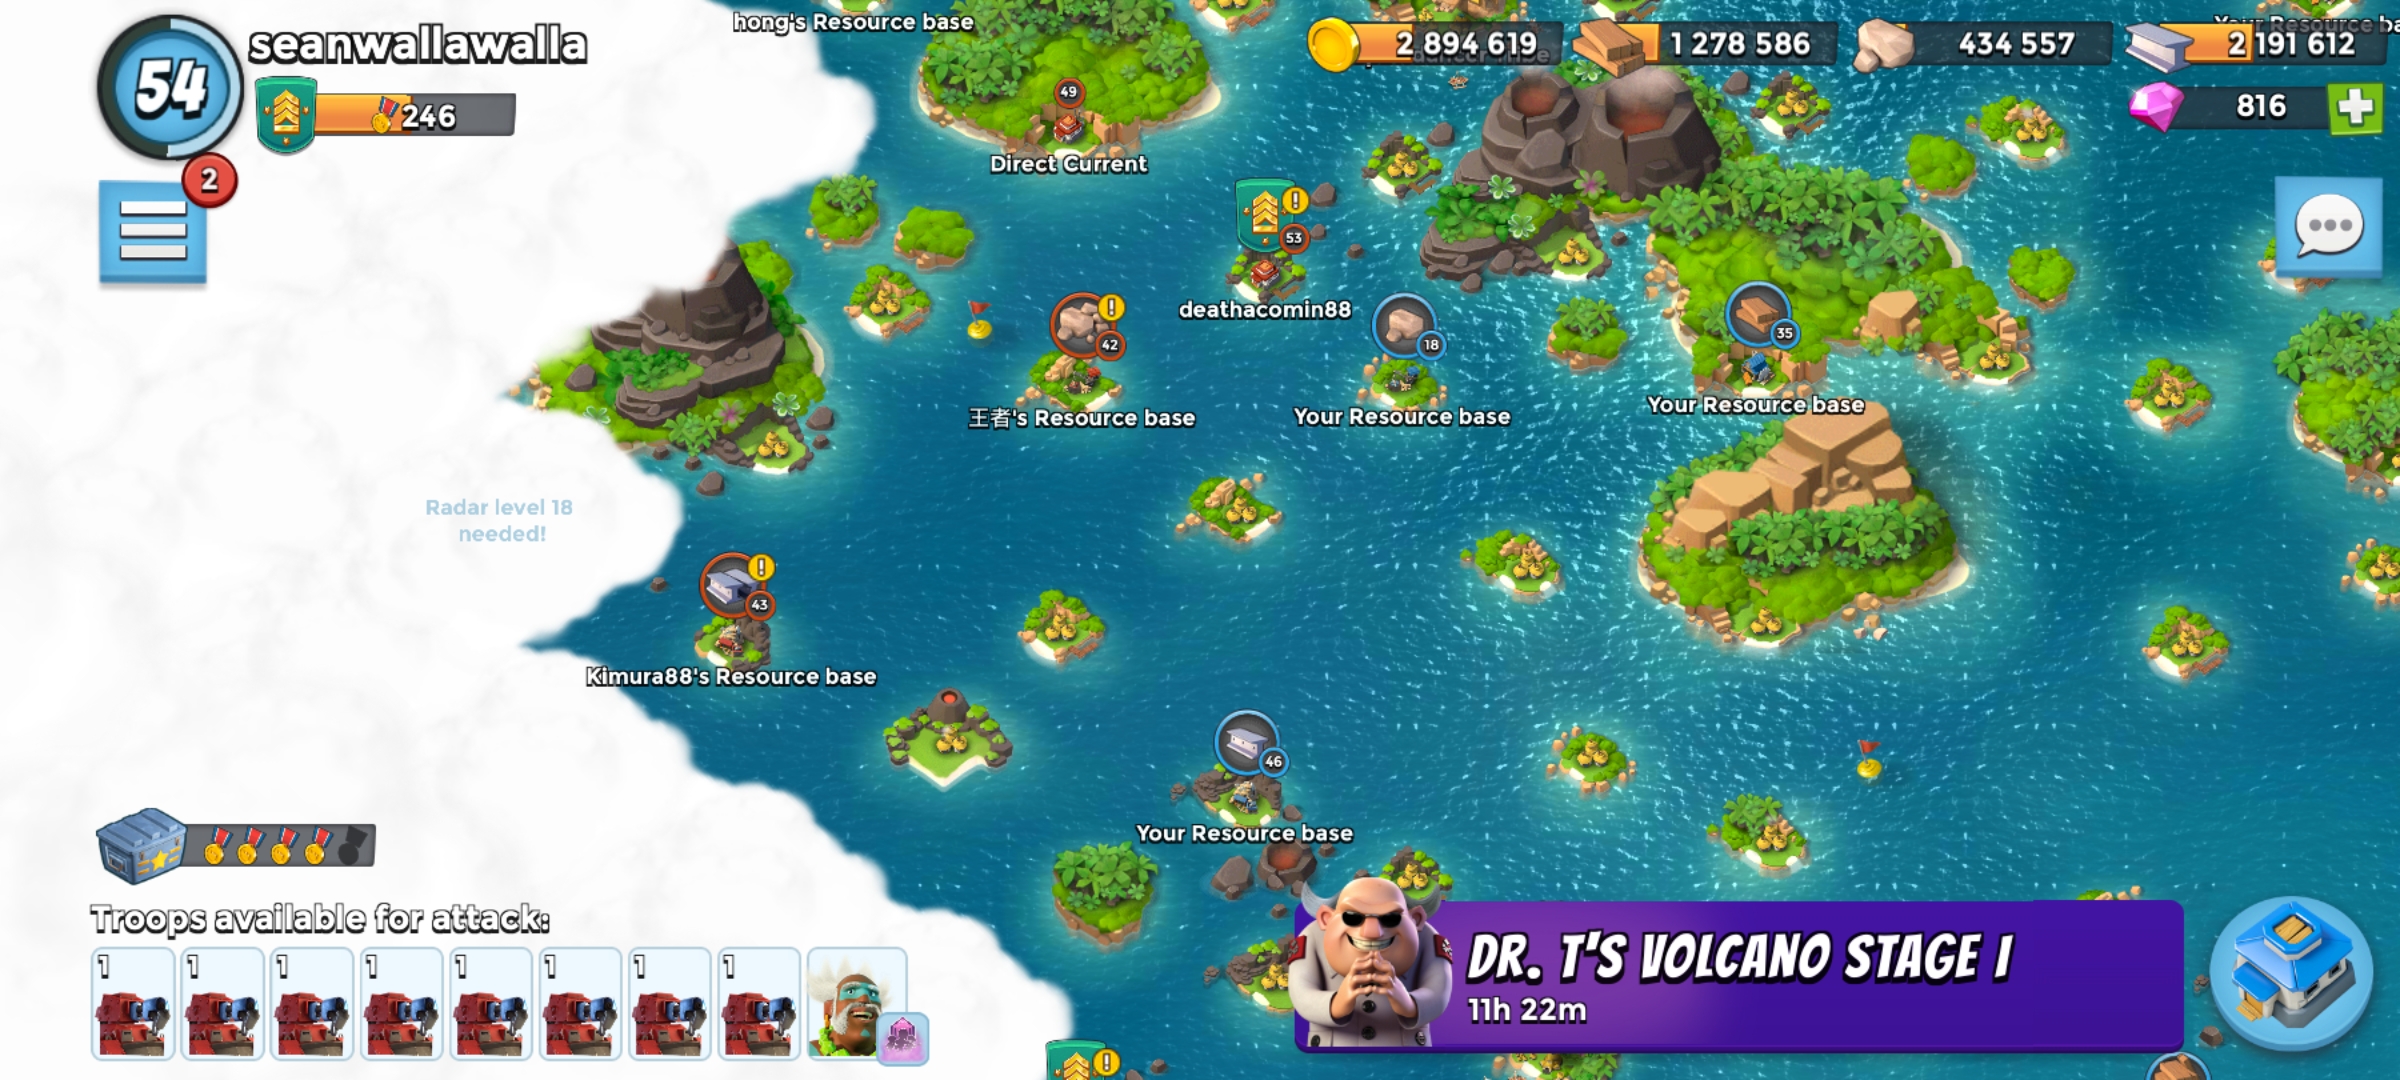 hong's Resource base
54
seanwallawalla
246
2
2 894 619
1 278 586
434 557
2 191 612
816
49
Direct Current
53
deathacomin88
42
王者's Resource base
18
Your Resource base
35
Your Resource base
Radar level 18
needed!
43
Kimura88's Resource base
46
Your Resource base
Troops available for attack:
1 1 1 1 1 1 1 1
DR. T'S VOLCANO STAGE I
11h 22m